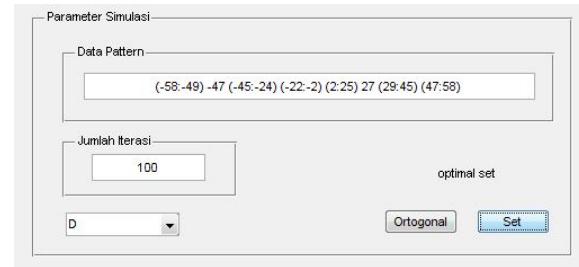 Parameter Simulasi
Data Pattern
(-58:-49) -47 (-45:-24) (-22:-2) (2:25) 27 (29:45) (47:58)
Jumlah Iterasi
100
optimal set
D
Ortogonal
Set